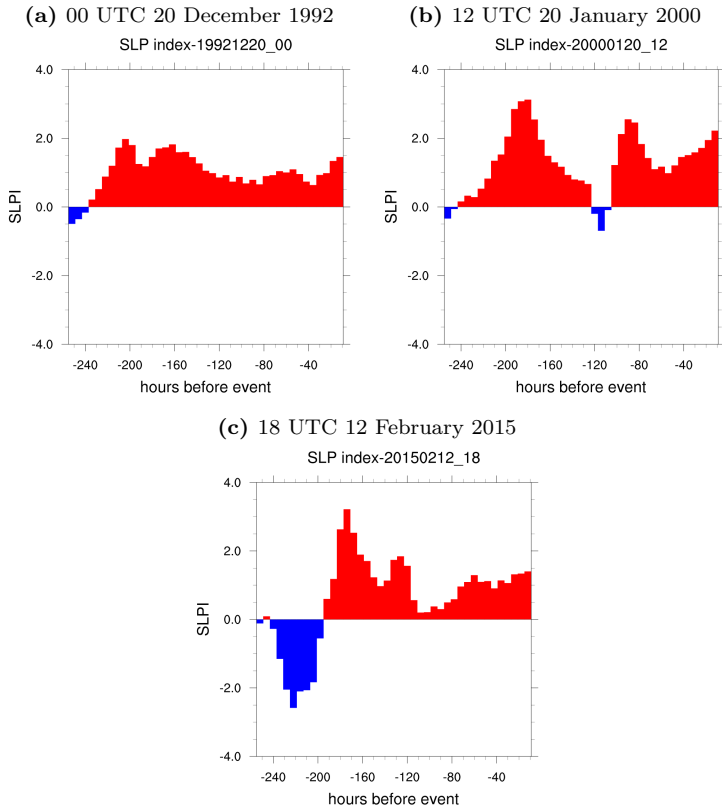 (a) 00 UTC 20 December 1992
SLP index-19921220_00
4.0
2.0
0.0
-2.0
-4.0
SLPI
-240 -200 -160 -120 -80 -40
hours before event
(b) 12 UTC 20 January 2000
SLP index-20000120_12
4.0
2.0
0.0
-2.0
-4.0
SLPI
-240 -200 -160 -120 -80 -40
hours before event
(c) 18 UTC 12 February 2015
SLP index-20150212_18
4.0
2.0
0.0
-2.0
-4.0
SLPI
-240 -200 -160 -120 -80 -40
hours before event